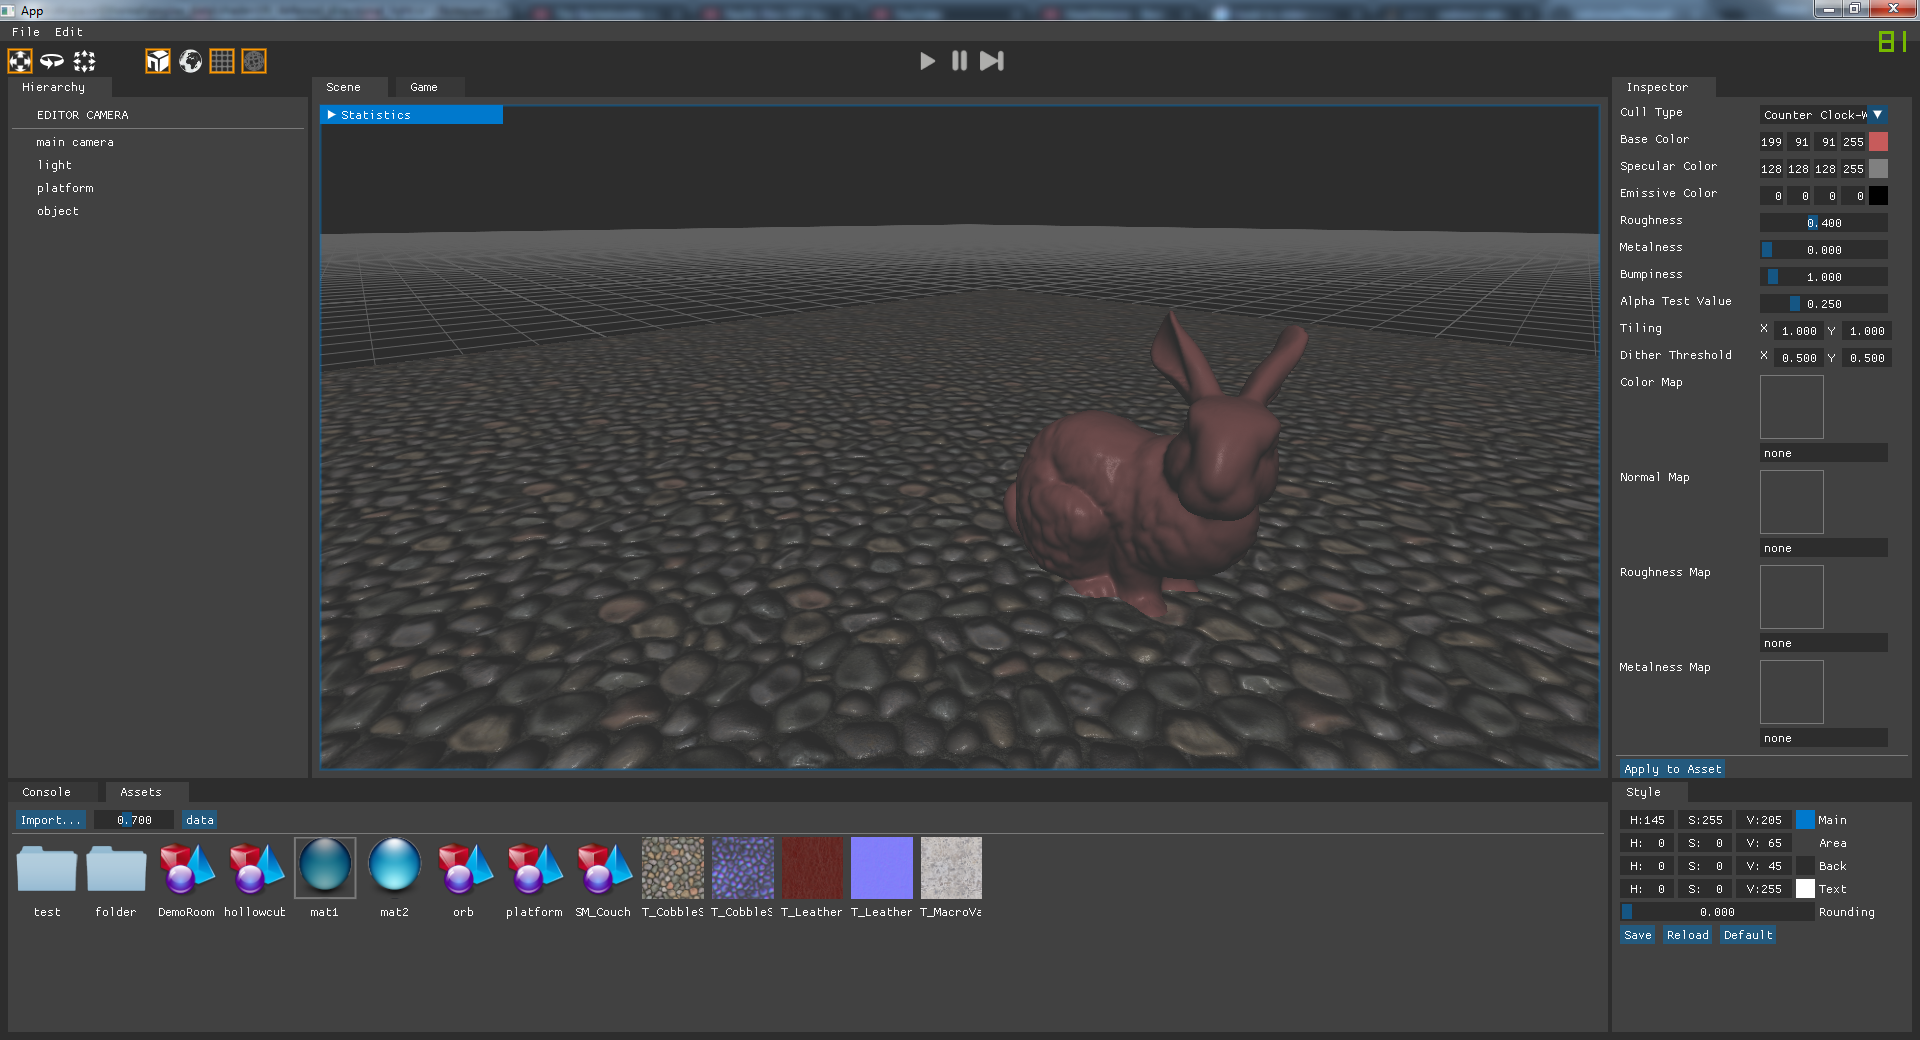 App
File Edit
81
Hierarchy
EDITOR CAMERA
main camera
light
platform
object
Scene Game
Statistics
Inspector
Cull Type Counter Clock-W
Base Color 199 91 91 255
Specular Color 128 128 128 255
Emissive Color 0 0 0 0
Roughness 0.400
Metalness 0.000
Bumpiness 1.000
Alpha Test Value 0.250
Tiling X 1.000 Y 1.000
Dither Threshold X 0.500 Y 0.500
Color Map
none
Normal Map
none
Roughness Map
none
Metalness Map
none
Apply to Asset
Console Assets
Import... 0.700 data
test folder DemoRoom hollowcub mat1 mat2 orb platform SM_Couch T_CobbleS T_CobbleS T_Leather T_Leather T_MacroVa
Style
H:145 S:255 V:205 Main
H: 0 S: 0 V: 65 Area
H: 0 S: 0 V: 45 Back
H: 0 S: 0 V:255 Text
0.000 Rounding
Save Reload Default